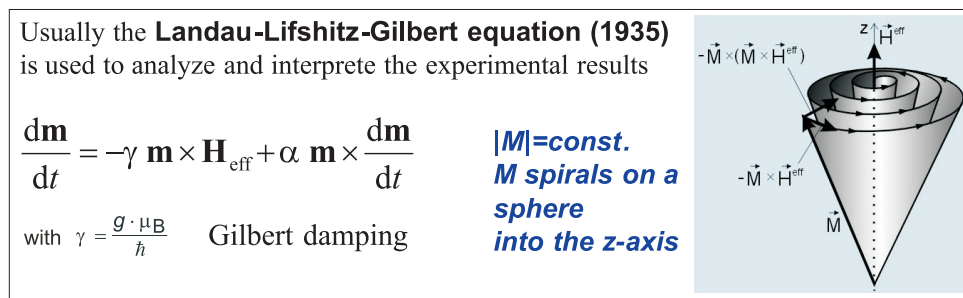 Usually the Landau-Lifshitz-Gilbert equation (1935)
is used to analyze and interprete the experimental results
dm/dt = -γ m × H_eff + α m × dm/dt
with γ = g · μ_B / ħ Gilbert damping
|M|=const.
M spirals on a
sphere
into the z-axis
z H⃗^eff
-M⃗ × (M⃗ × H⃗^eff)
-M⃗ × H⃗^eff
M⃗